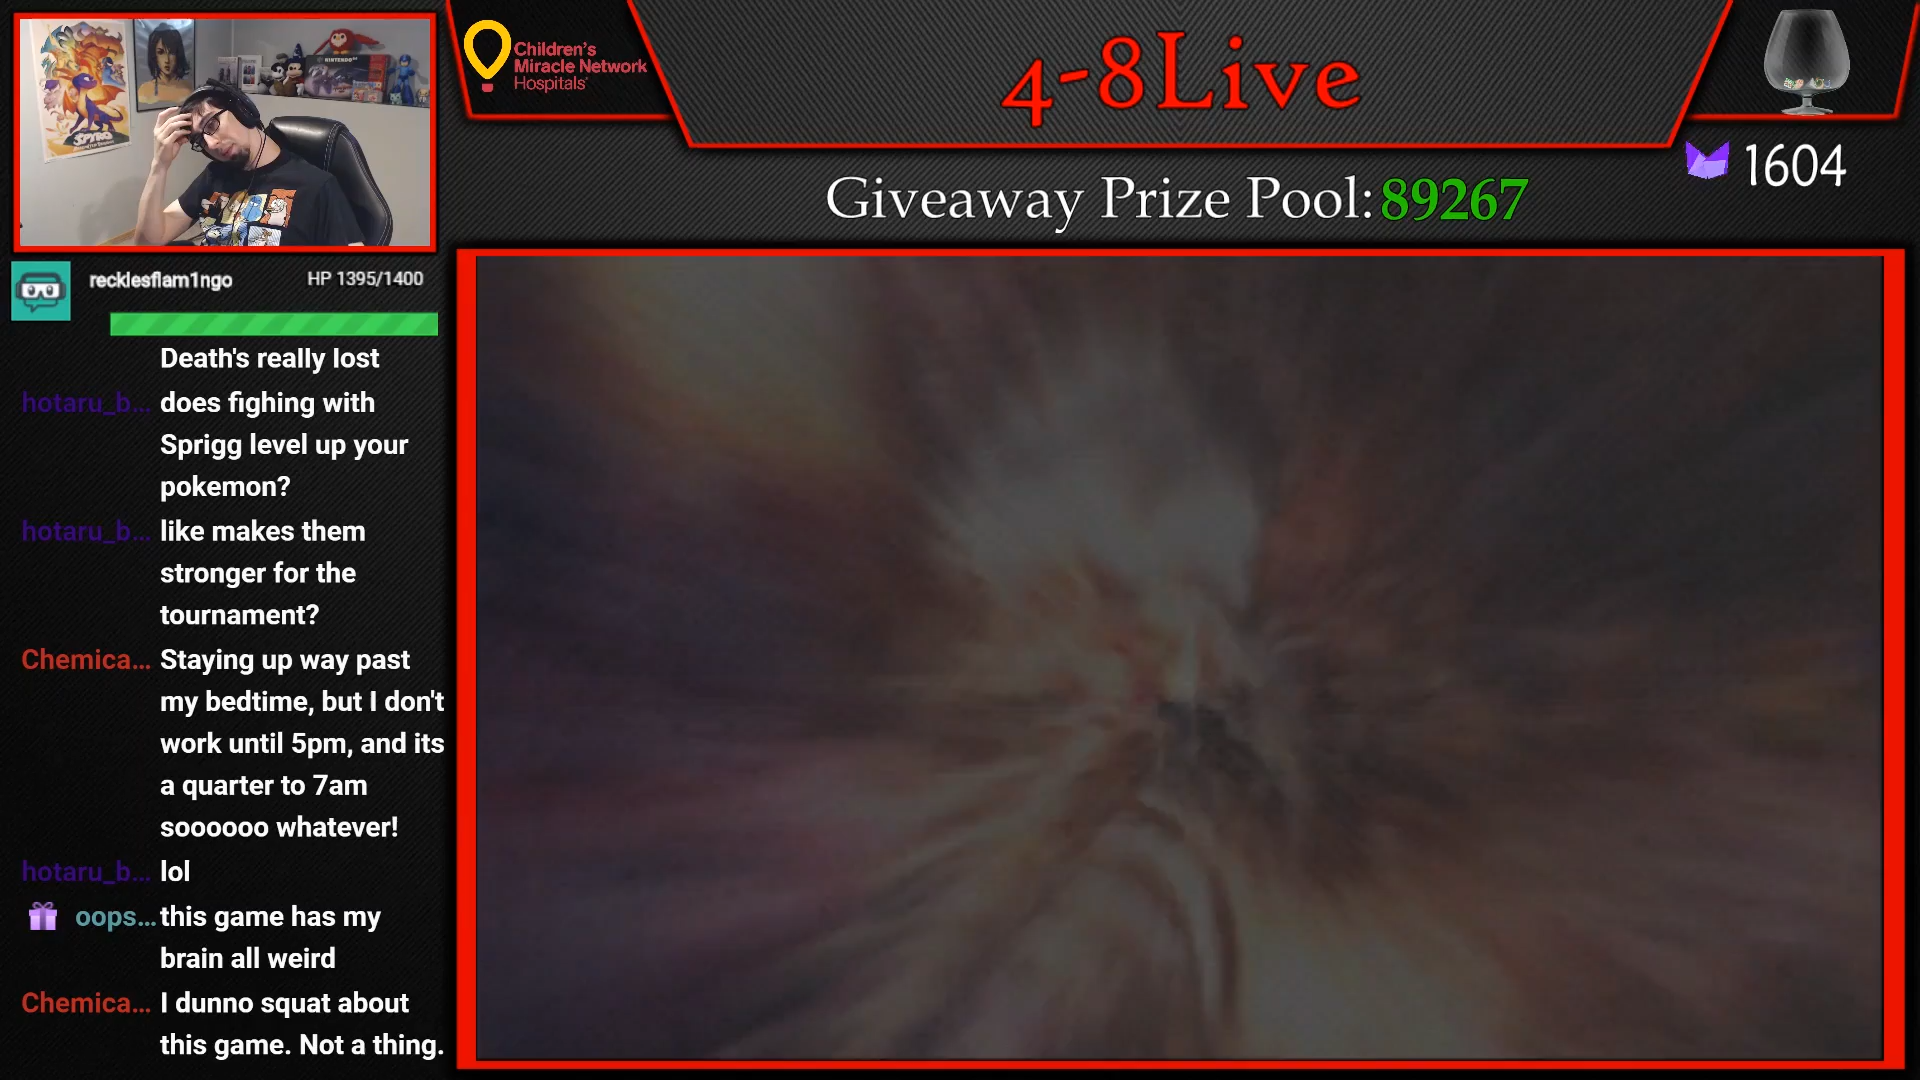 SPYRO
NINTENDO
Children's
Miracle Network
Hospitals
4-8Live
1604
Giveaway Prize Pool: 89267
recklesflam1ngo HP 1395/1400
Death's really lost
hotaru_b... does fighing with
Sprigg level up your
pokemon?
hotaru_b... like makes them
stronger for the
tournament?
Chemica... Staying up way past
my bedtime, but I don't
work until 5pm, and its
a quarter to 7am
soooooo whatever!
hotaru_b... lol
oops... this game has my
brain all weird
Chemica... I dunno squat about
this game. Not a thing.